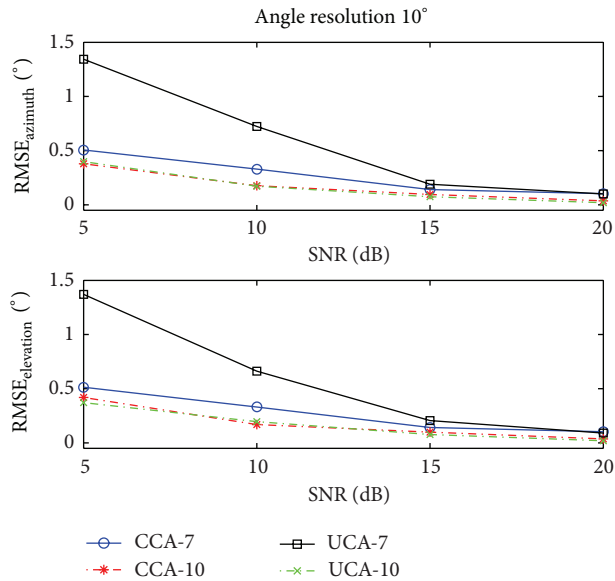 Angle resolution 10°
1.5
1
0.5
0
RMSE_azimuth (°)
5 10 15 20
SNR (dB)
1.5
1
0.5
0
RMSE_elevation (°)
5 10 15 20
SNR (dB)
CCA-7 UCA-7
CCA-10 UCA-10